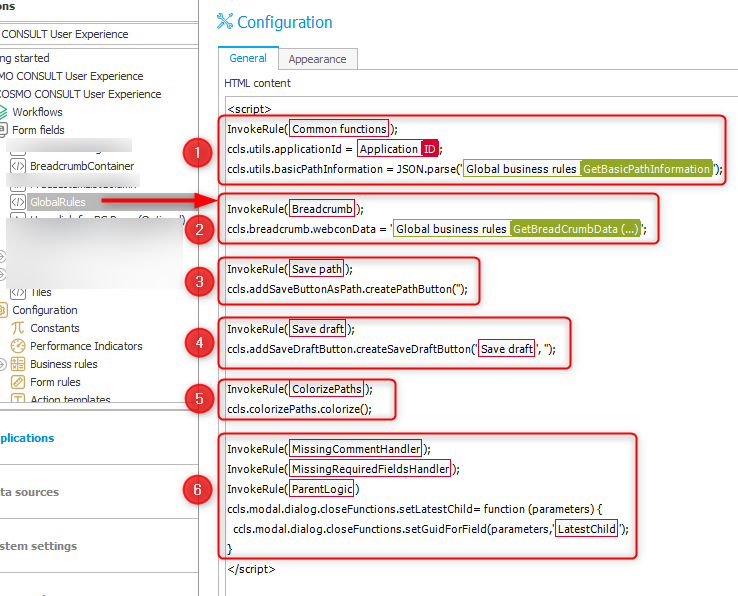 ons
CONSULT User Experience
ng started
MO CONSULT User Experience
COSMO CONSULT User Experience
Workflows
Form fields
BreadcrumbContainer
GlobalRules
Tiles
Configuration
Constants
Performance Indicators
Business rules
Form rules
Action templates
plications
ta sources
stem settings
Configuration
General Appearance
HTML content
<script>
1
InvokeRule( Common functions );
ccls.utils.applicationId = Application ID ;
ccls.utils.basicPathInformation = JSON.parse(' Global business rules GetBasicPathInformation ');
2
InvokeRule( Breadcrumb );
ccls.breadcrumb.webconData = ' Global business rules GetBreadCrumbData (...) ';
3
InvokeRule( Save path );
ccls.addSaveButtonAsPath.createPathButton('');
4
InvokeRule( Save draft );
ccls.addSaveDraftButton.createSaveDraftButton(' Save draft ', '');
5
InvokeRule( ColorizePaths );
ccls.colorizePaths.colorize();
6
InvokeRule( MissingCommentHandler );
InvokeRule( MissingRequiredFieldsHandler );
InvokeRule( ParentLogic )
ccls.modal.dialog.closeFunctions.setLatestChild= function (parameters) {
ccls.modal.dialog.closeFunctions.setGuidForField(parameters,' LatestChild ');
}
</script>